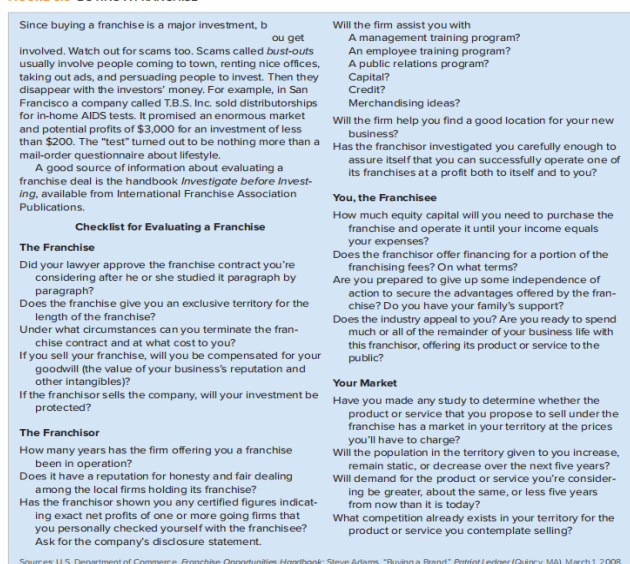 Since buying a franchise is a major investment, b
ou get
involved. Watch out for scams too. Scams called bust-outs
usually involve people coming to town, renting nice offices,
taking out ads, and persuading people to invest. Then they
disappear with the investors' money. For example, in San
Francisco a company called T.B.S. Inc. sold distributorships
for in-home AIDS tests. It promised an enormous market
and potential profits of $3,000 for an investment of less
than $200. The "test" turned out to be nothing more than a
mail-order questionnaire about lifestyle.
A good source of information about evaluating a
franchise deal is the handbook Investigate before Invest-
ing, available from International Franchise Association
Publications.
Checklist for Evaluating a Franchise
The Franchise
Did your lawyer approve the franchise contract you're
considering after he or she studied it paragraph by
paragraph?
Does the franchise give you an exclusive territory for the
length of the franchise?
Under what circumstances can you terminate the fran-
chise contract and at what cost to you?
If you sell your franchise, will you be compensated for your
goodwill (the value of your business's reputation and
other intangibles)?
If the franchisor sells the company, will your investment be
protected?
The Franchisor
How many years has the firm offering you a franchise
been in operation?
Does it have a reputation for honesty and fair dealing
among the local firms holding its franchise?
Has the franchisor shown you any certified figures indicat-
ing exact net profits of one or more going firms that
you personally checked yourself with the franchisee?
Ask for the company's disclosure statement.
Will the firm assist you with
A management training program?
An employee training program?
A public relations program?
Capital?
Credit?
Merchandising ideas?
Will the firm help you find a good location for your new
business?
Has the franchisor investigated you carefully enough to
assure itself that you can successfully operate one of
its franchises at a profit both to itself and to you?
You, the Franchisee
How much equity capital will you need to purchase the
franchise and operate it until your income equals
your expenses?
Does the franchisor offer financing for a portion of the
franchising fees? On what terms?
Are you prepared to give up some independence of
action to secure the advantages offered by the fran-
chise? Do you have your family's support?
Does the industry appeal to you? Are you ready to spend
much or all of the remainder of your business life with
this franchisor, offering its product or service to the
public?
Your Market
Have you made any study to determine whether the
product or service that you propose to sell under the
franchise has a market in your territory at the prices
you'll have to charge?
Will the population in the territory given to you increase,
remain static, or decrease over the next five years?
Will demand for the product or service you're consider-
ing be greater, about the same, or less five years
from now than it is today?
What competition already exists in your territory for the
product or service you contemplate selling?
Sources: U.S. Department of Commerce, Franchise Opportunities Handbook; Steve Adams, "Buying a Brand," Patriot Ledger (Quincy, MA), March 1, 2008.